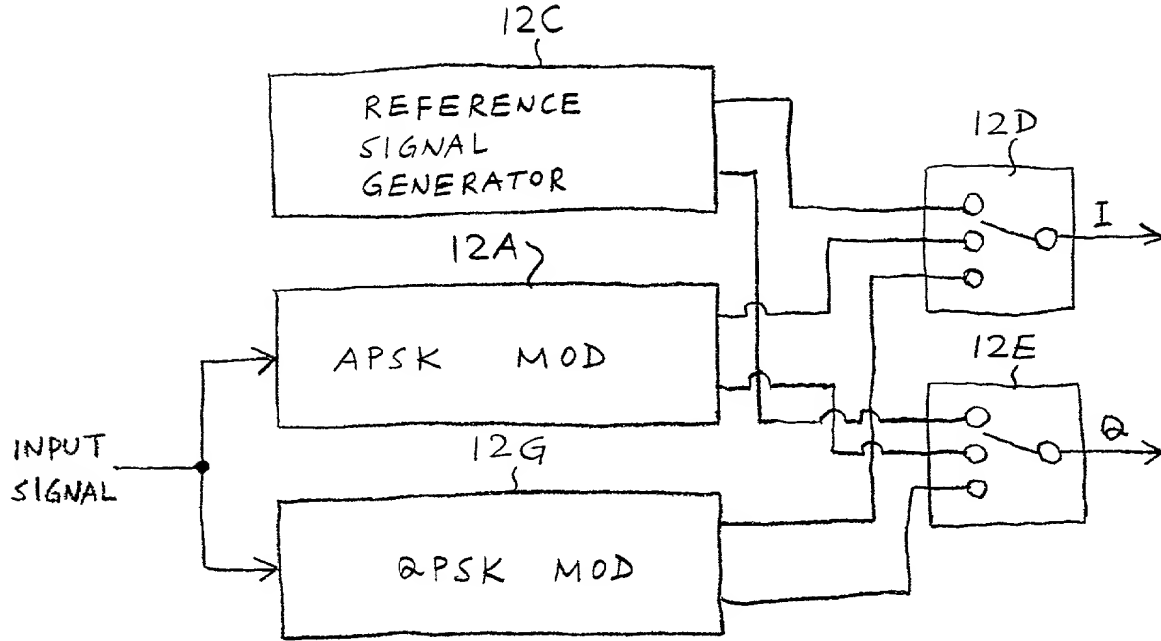 12C
REFERENCE
SIGNAL
GENERATOR
12D
I
12A
APSK MOD
12E
Q
INPUT
SIGNAL
12G
QPSK MOD